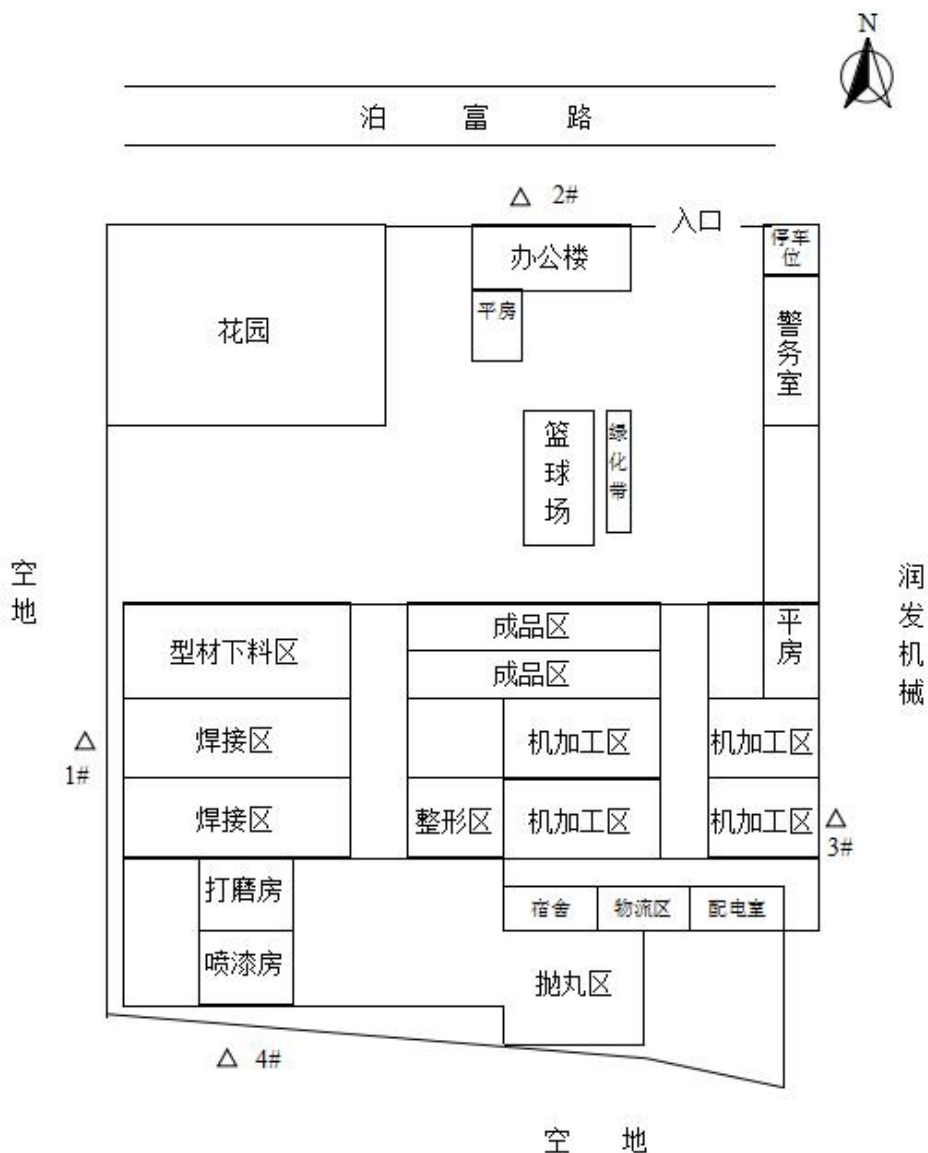 N
泊富路
2#
入口
停车位
办公楼
平房
花园
警务室
篮球场
绿化带
空地
润发机械
成品区
平房
型材下料区
成品区
焊接区
机加工区
机加工区
1#
焊接区
整形区
机加工区
机加工区
3#
打磨房
宿舍
物流区
配电室
喷漆房
抛丸区
4#
空地